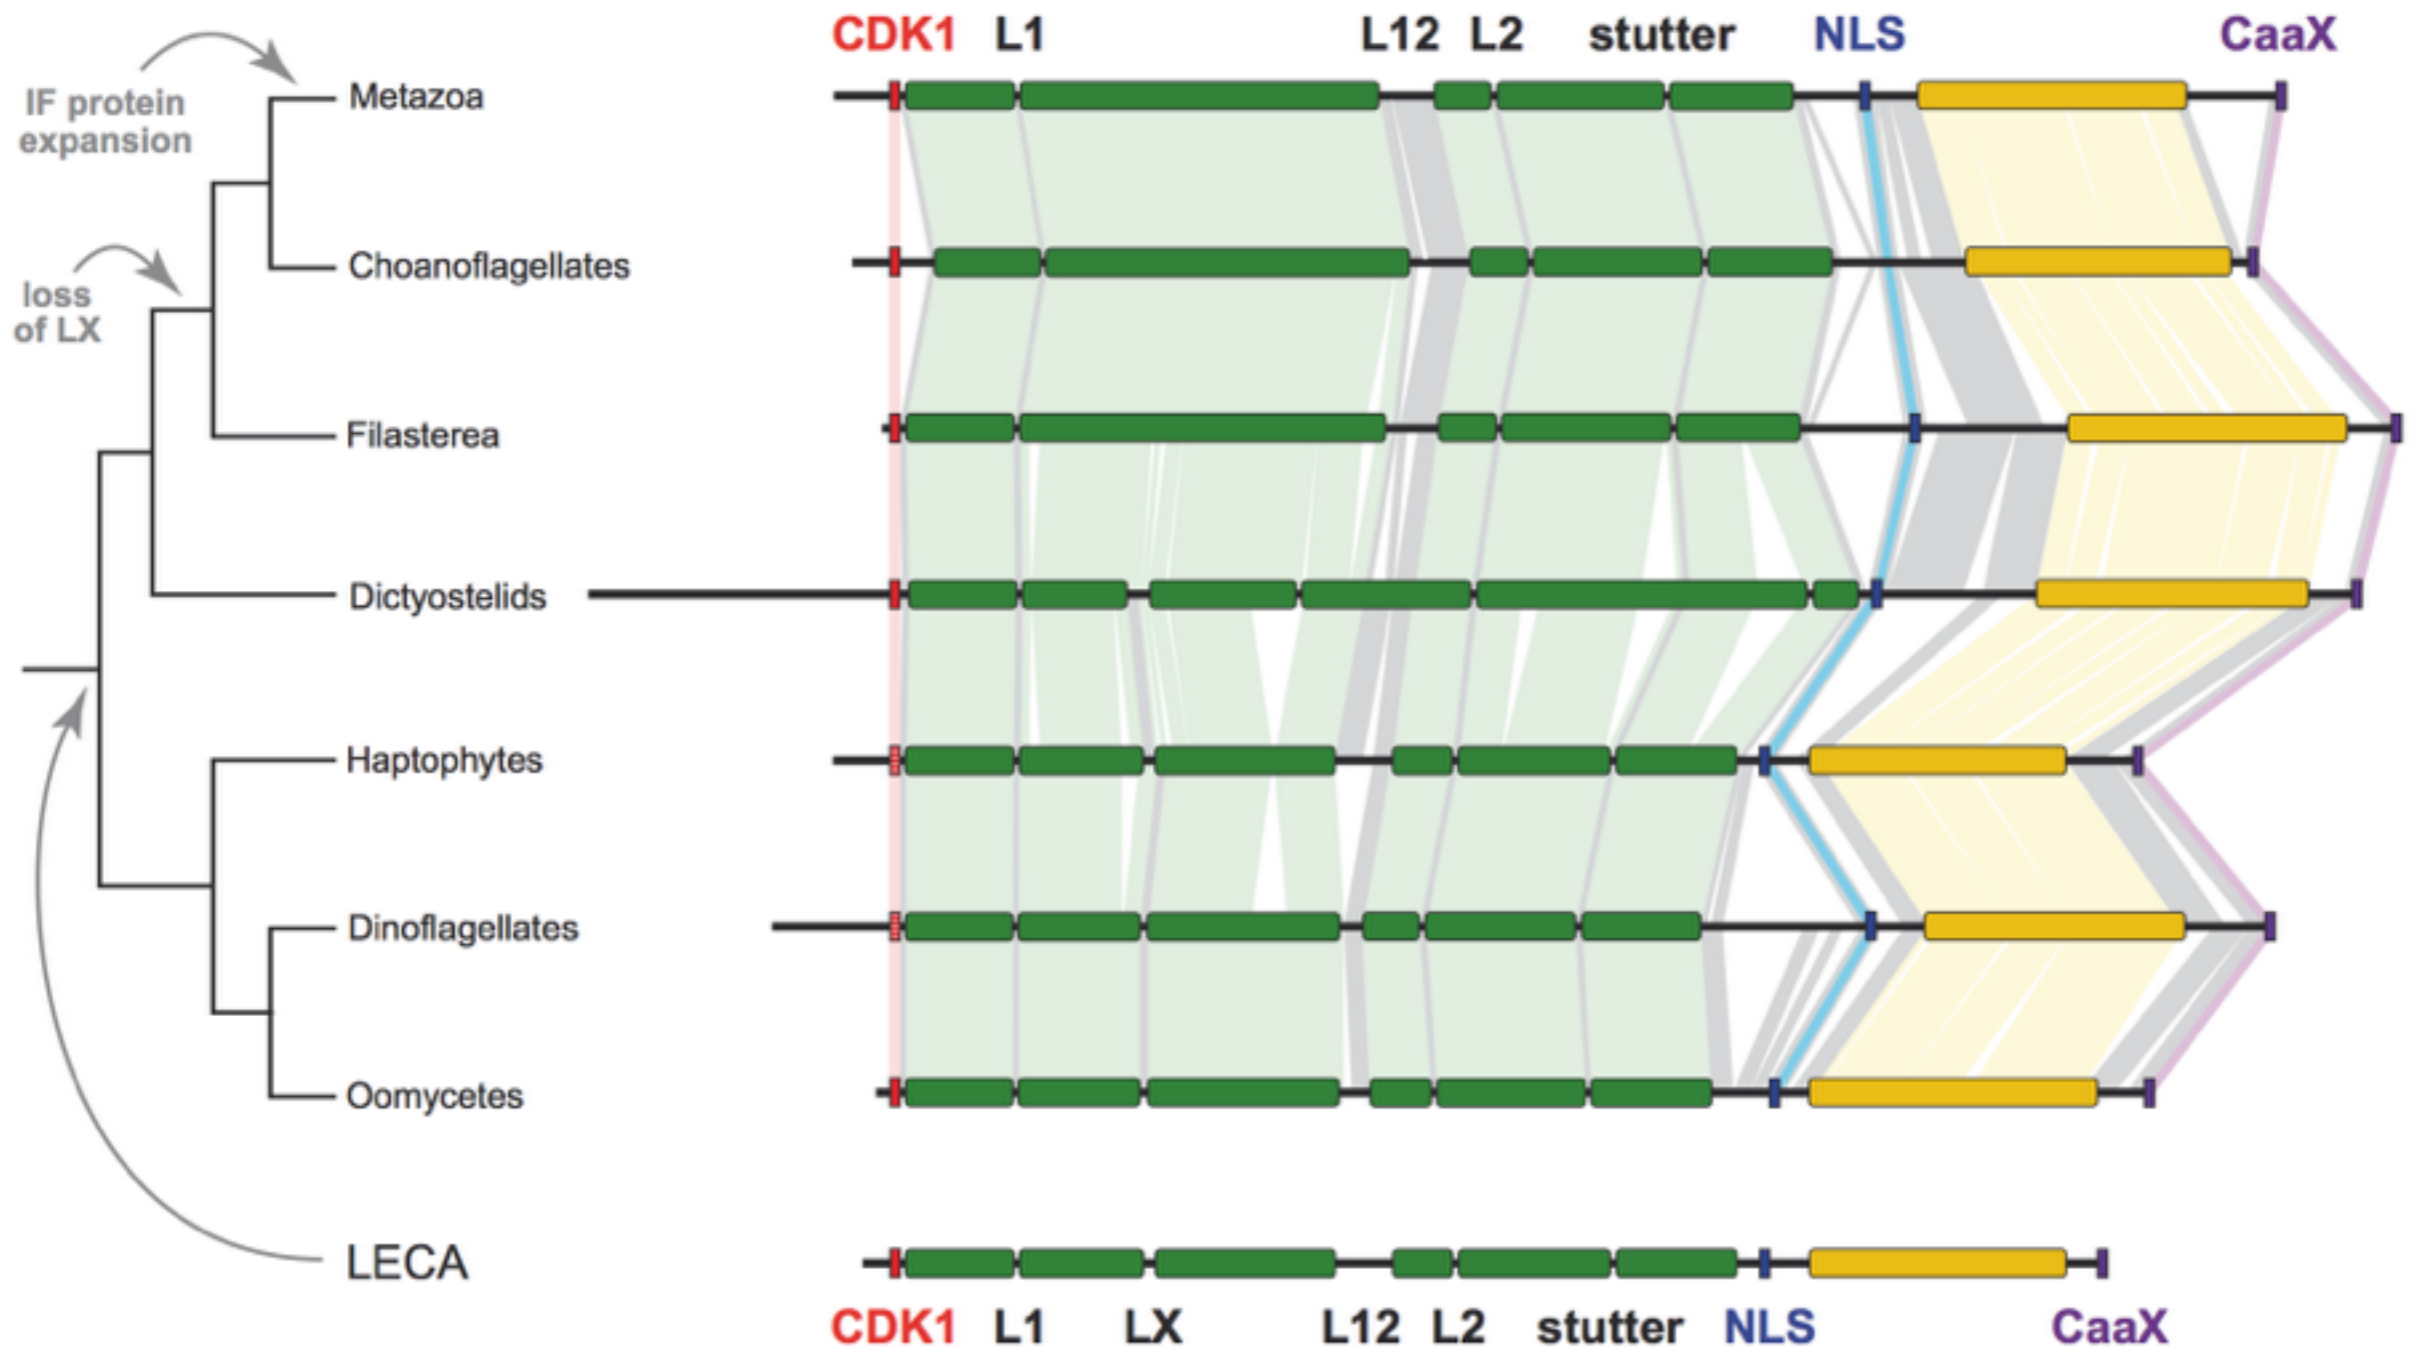 CDK1 L1 L12 L2 stutter NLS CaaX
IF protein
expansion
Metazoa
Choanoflagellates
loss
of LX
Filasterea
Dictyostelids
Haptophytes
Dinoflagellates
Oomycetes
LECA
CDK1 L1 LX L12 L2 stutter NLS CaaX